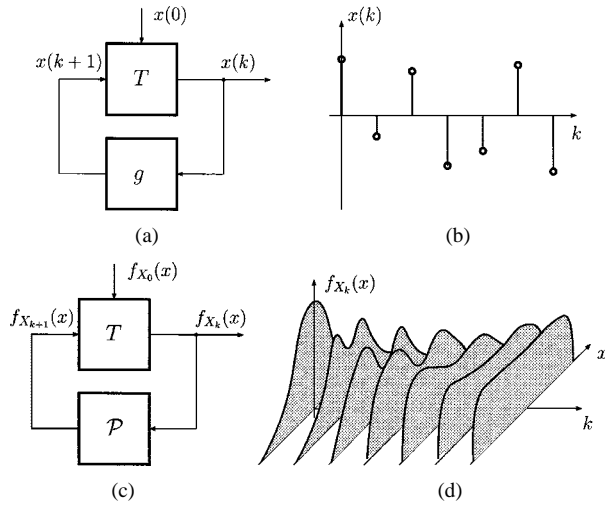 x(0)
x(k+1)
T
x(k)
g
(a)
x(k)
k
(b)
f_{X_0}(x)
f_{X_{k+1}}(x)
T
f_{X_k}(x)
𝒫
(c)
f_{X_k}(x)
x
k
(d)